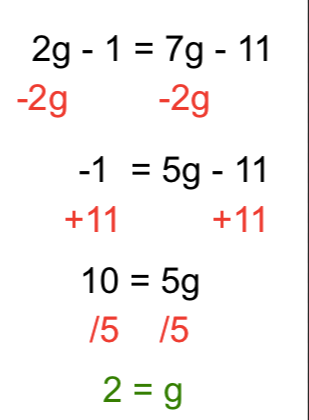 2g - 1 = 7g - 11
-2g -2g
-1 = 5g - 11
+11 +11
10 = 5g
/5 /5
2 = g